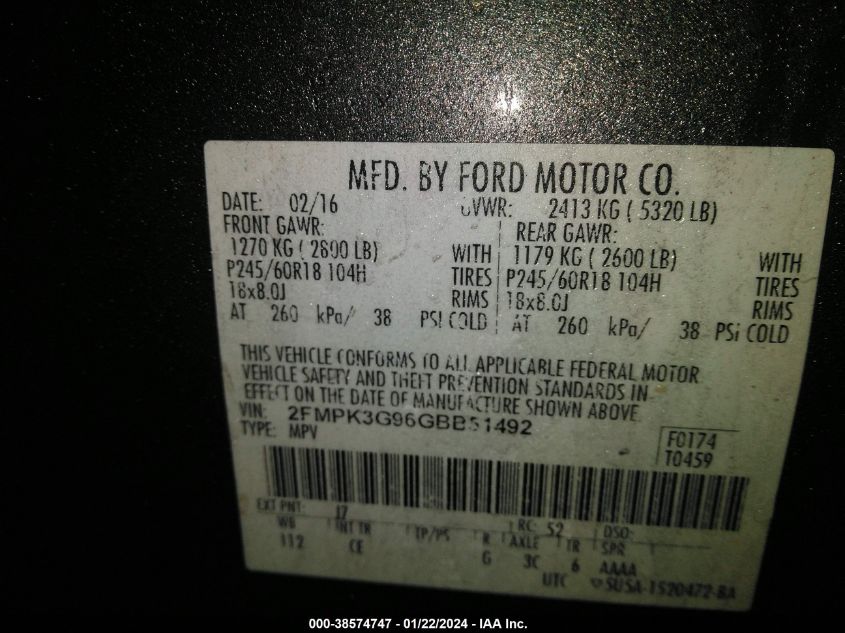 MFD. BY FORD MOTOR CO.
DATE: 02/16 GVWR: 2413 KG ( 5320 LB)
FRONT GAWR: REAR GAWR:
1270 KG ( 2800 LB) WITH 1179 KG ( 2600 LB) WITH
P245/60R18 104H TIRES P245/60R18 104H TIRES
18x8.0J RIMS 18x8.0J RIMS
AT 260 kPa/ 38 PSI COLD AT 260 kPa/ 38 PSi COLD
THIS VEHICLE CONFORMS TO ALL APPLICABLE FEDERAL MOTOR
VEHICLE SAFETY AND THEFT PREVENTION STANDARDS IN
EFFECT ON THE DATE OF MANUFACTURE SHOWN ABOVE.
VIN: 2FMPK3G96GBB51492
TYPE: MPV
F0174
T0459
EXT PNT: J7 RC: 52 DSO:
WB INT TR TP/PS R AXLE TR SPR
112 CE G 3C 6 AAAA
UTC SU5A-1520472-BA
000-38574747 - 01/22/2024 - IAA Inc.